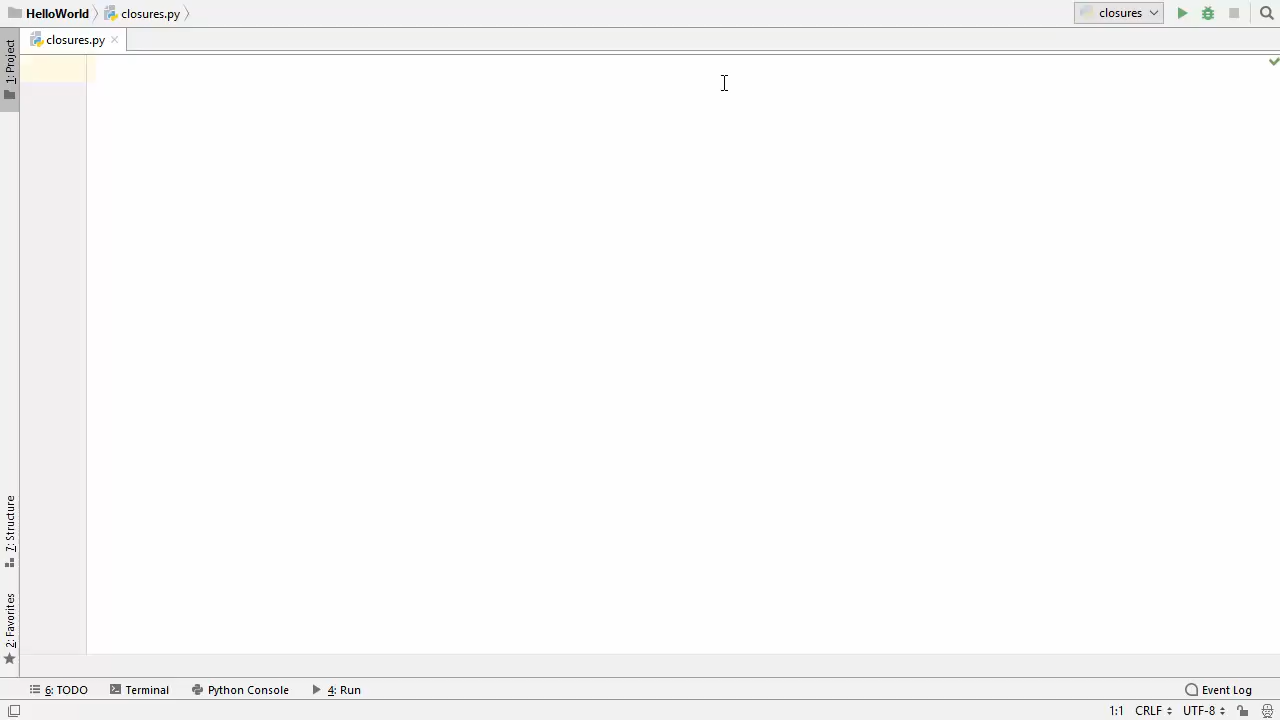 HelloWorld closures.py closures
closures.py
1: Project
7: Structure
2: Favorites
6: TODO Terminal Python Console 4: Run Event Log
1:1 CRLF UTF-8